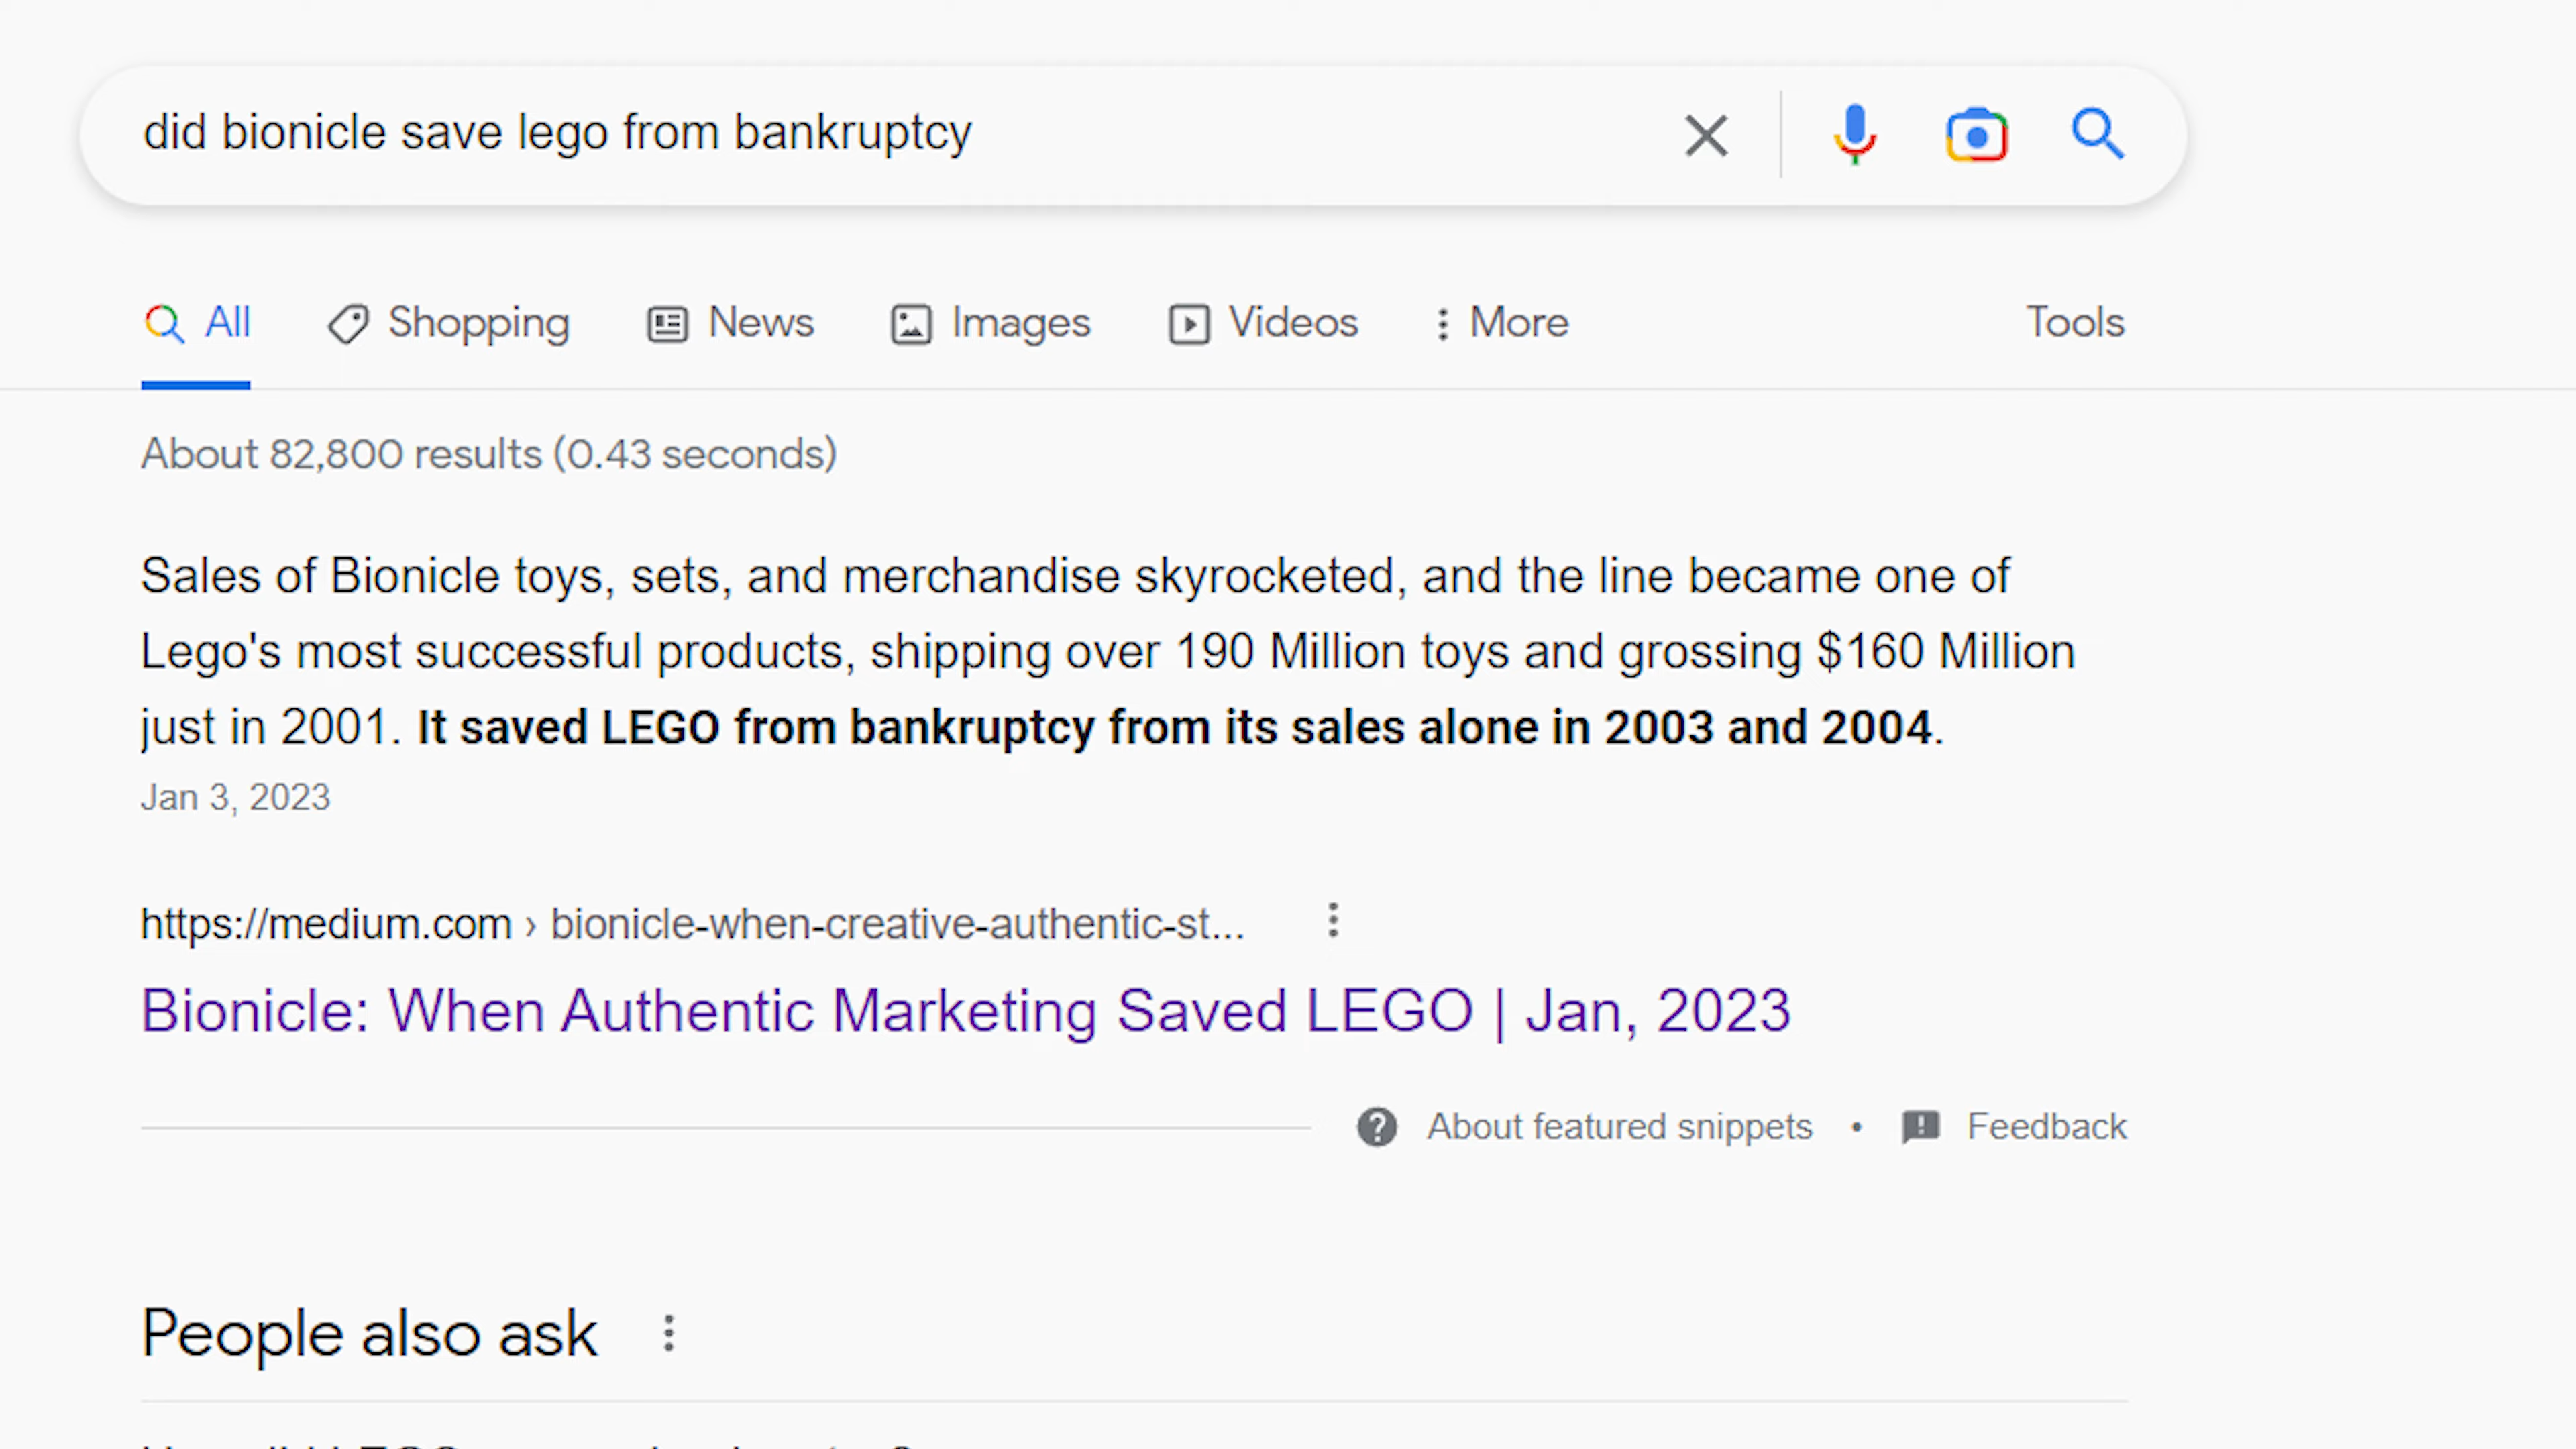 did bionicle save lego from bankruptcy
All Shopping News Images Videos More Tools
About 82,800 results (0.43 seconds)
Sales of Bionicle toys, sets, and merchandise skyrocketed, and the line became one of
Lego's most successful products, shipping over 190 Million toys and grossing $160 Million
just in 2001. It saved LEGO from bankruptcy from its sales alone in 2003 and 2004.
Jan 3, 2023
https://medium.com › bionicle-when-creative-authentic-st...
Bionicle: When Authentic Marketing Saved LEGO | Jan, 2023
About featured snippets • Feedback
People also ask